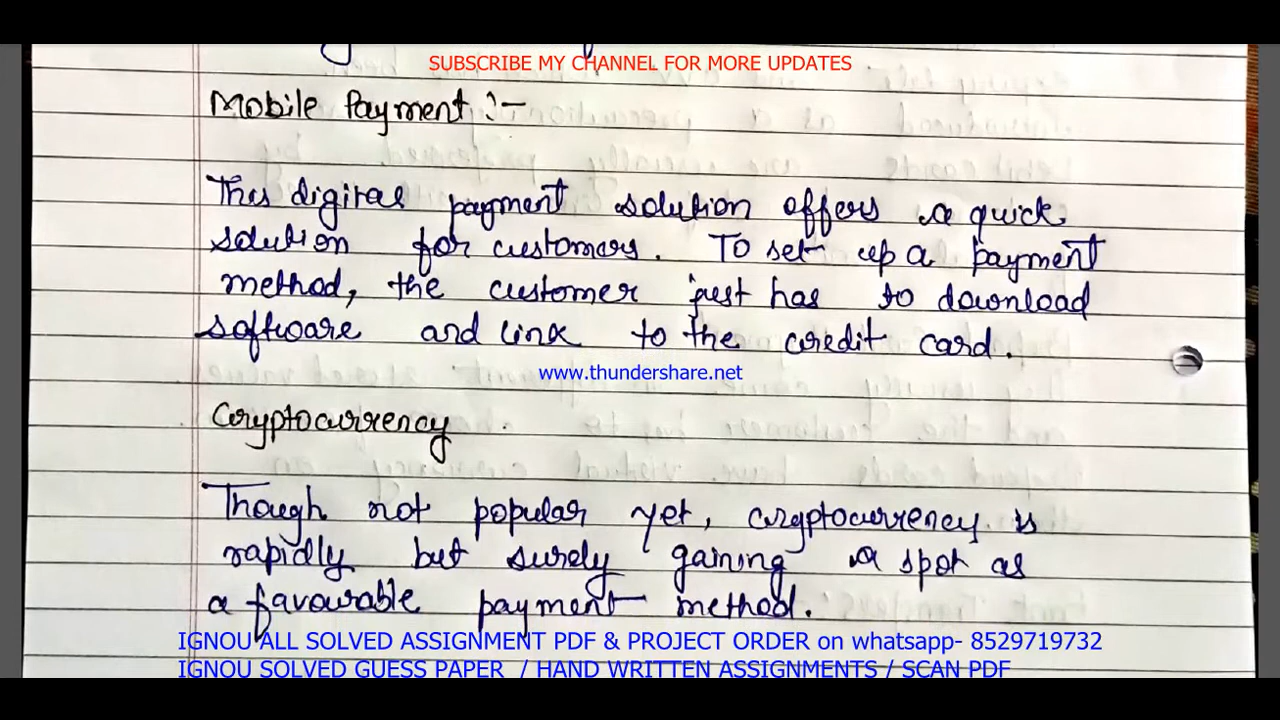 SUBSCRIBE MY CHANNEL FOR MORE UPDATES
Mobile Payment :-
This digital payment solution offers a quick
solution for customers. To set up a payment
method, the customer just has to download
software and link to the credit card.
www.thundershare.net
Cryptocurrency
Though not popular yet, cryptocurrency is
rapidly but surely gaining a spot as
a favourable payment method.
IGNOU ALL SOLVED ASSIGNMENT PDF & PROJECT ORDER on whatsapp- 8529719732
IGNOU SOLVED GUESS PAPER / HAND WRITTEN ASSIGNMENTS / SCAN PDF